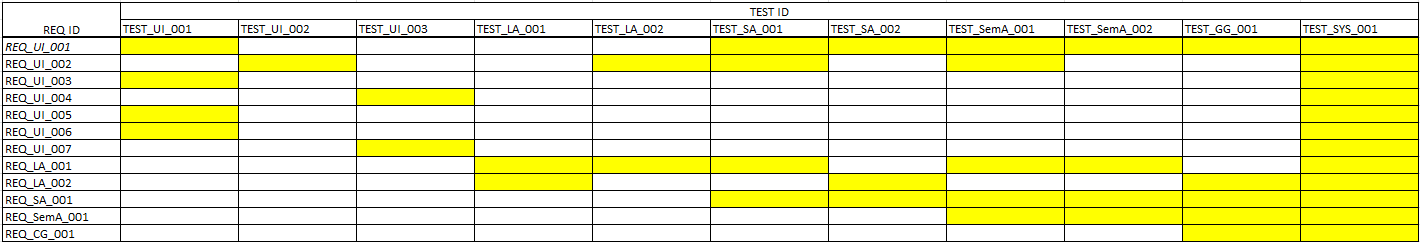 TEST ID
REQ ID TEST_UI_001 TEST_UI_002 TEST_UI_003 TEST_LA_001 TEST_LA_002 TEST_SA_001 TEST_SA_002 TEST_SemA_001 TEST_SemA_002 TEST_GG_001 TEST_SYS_001
REQ_UI_001
REQ_UI_002
REQ_UI_003
REQ_UI_004
REQ_UI_005
REQ_UI_006
REQ_UI_007
REQ_LA_001
REQ_LA_002
REQ_SA_001
REQ_SemA_001
REQ_CG_001